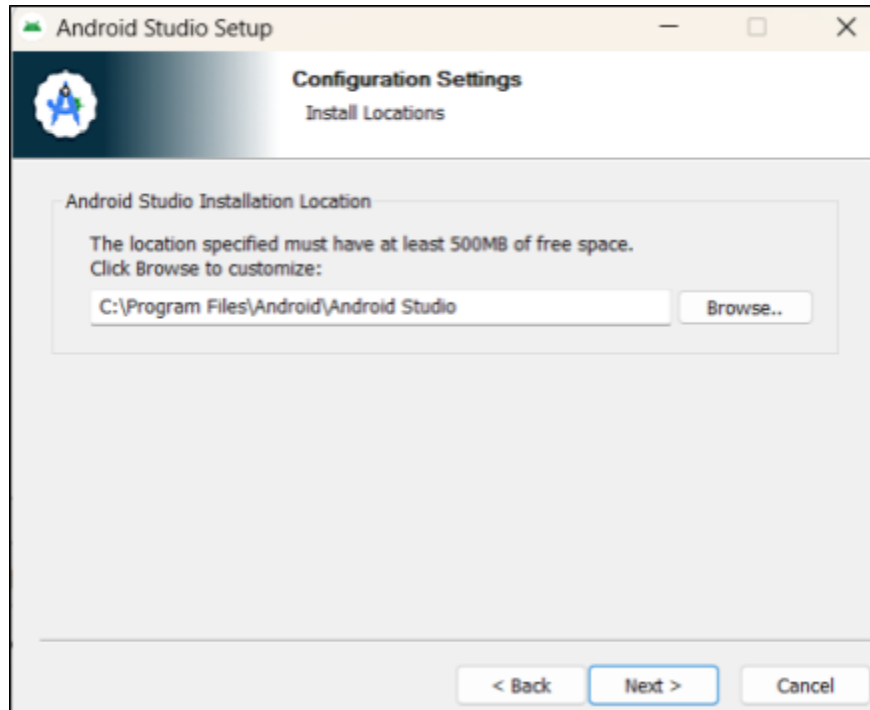 Android Studio Setup
Configuration Settings
Install Locations
Android Studio Installation Location
The location specified must have at least 500MB of free space.
Click Browse to customize:
C:\Program Files\Android\Android Studio
Browse..
< Back
Next >
Cancel